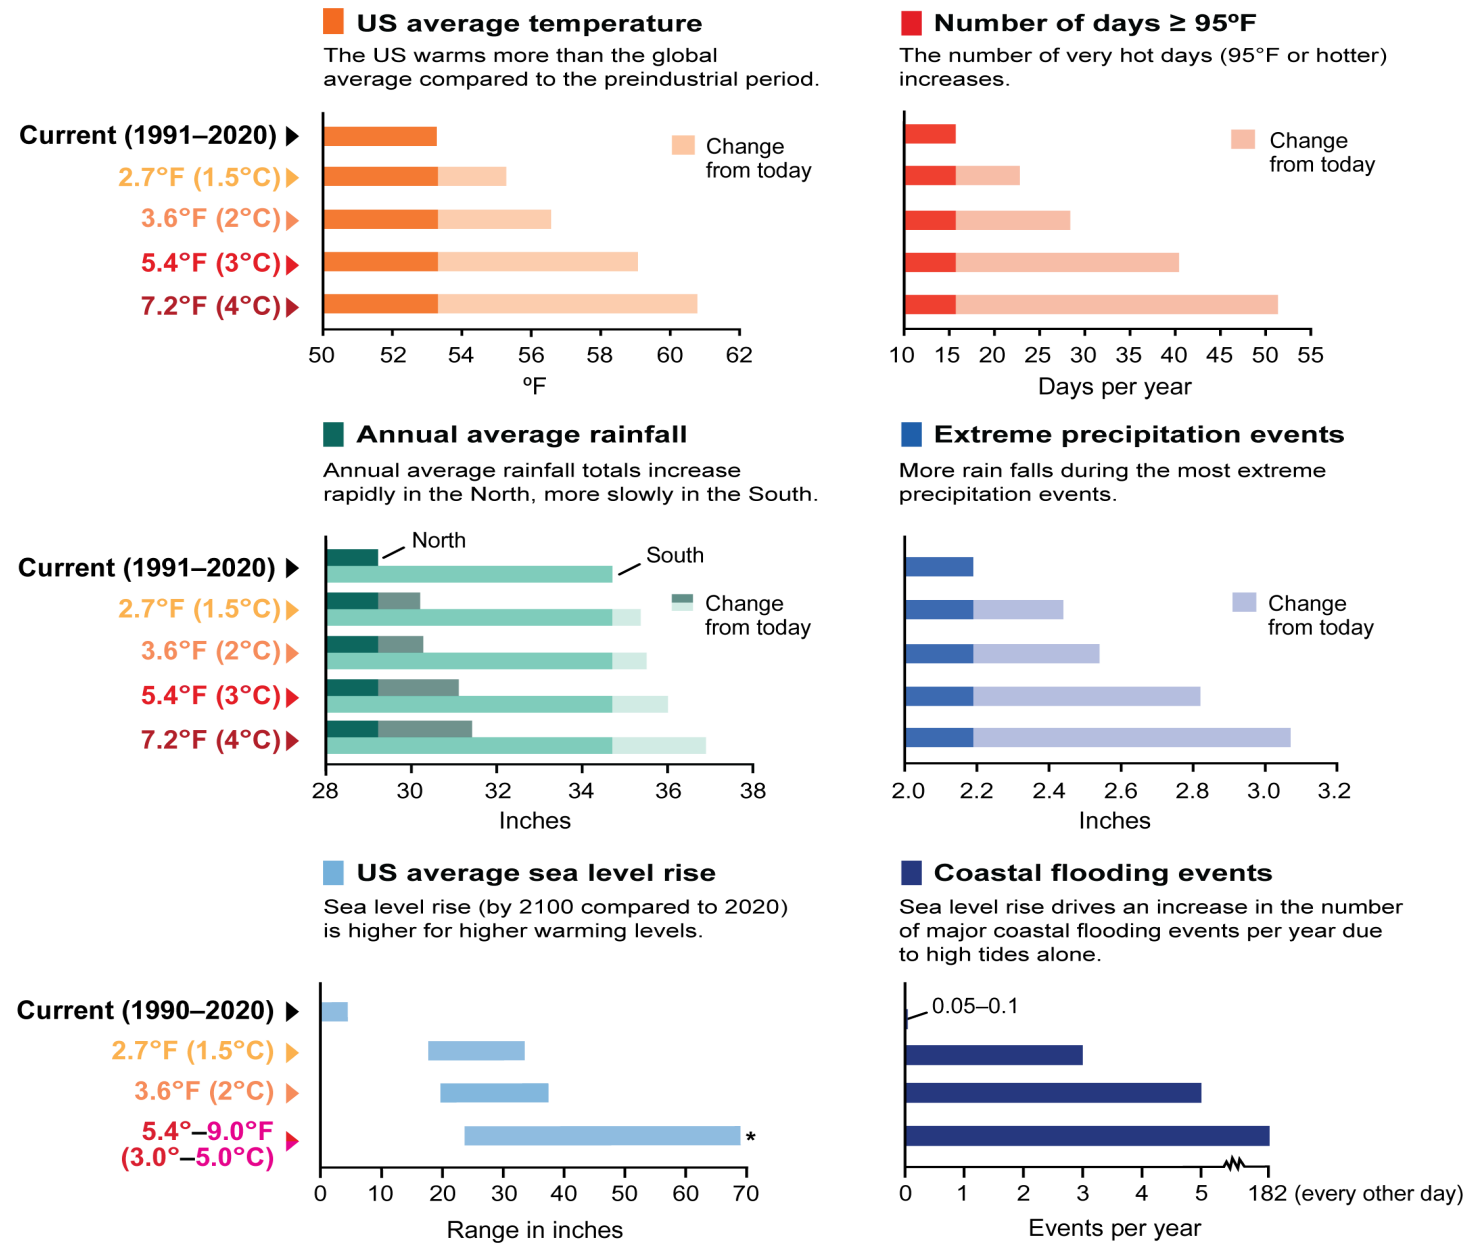 US average temperature
The US warms more than the global
average compared to the preindustrial period.
Number of days ≥ 95ºF
The number of very hot days (95°F or hotter)
increases.
Current (1991–2020)
2.7°F (1.5°C)
3.6°F (2°C)
5.4°F (3°C)
7.2°F (4°C)
Change
from today
50 52 54 56 58 60 62
ºF
Change
from today
10 15 20 25 30 35 40 45 50 55
Days per year
Annual average rainfall
Annual average rainfall totals increase
rapidly in the North, more slowly in the South.
Extreme precipitation events
More rain falls during the most extreme
precipitation events.
Current (1991–2020)
2.7°F (1.5°C)
3.6°F (2°C)
5.4°F (3°C)
7.2°F (4°C)
North
South
Change
from today
28 30 32 34 36 38
Inches
Change
from today
2.0 2.2 2.4 2.6 2.8 3.0 3.2
Inches
US average sea level rise
Sea level rise (by 2100 compared to 2020)
is higher for higher warming levels.
Coastal flooding events
Sea level rise drives an increase in the number
of major coastal flooding events per year due
to high tides alone.
Current (1990–2020)
2.7°F (1.5°C)
3.6°F (2°C)
5.4°–9.0°F
(3.0°–5.0°C)
*
0 10 20 30 40 50 60 70
Range in inches
0.05–0.1
0 1 2 3 4 5 182 (every other day)
Events per year